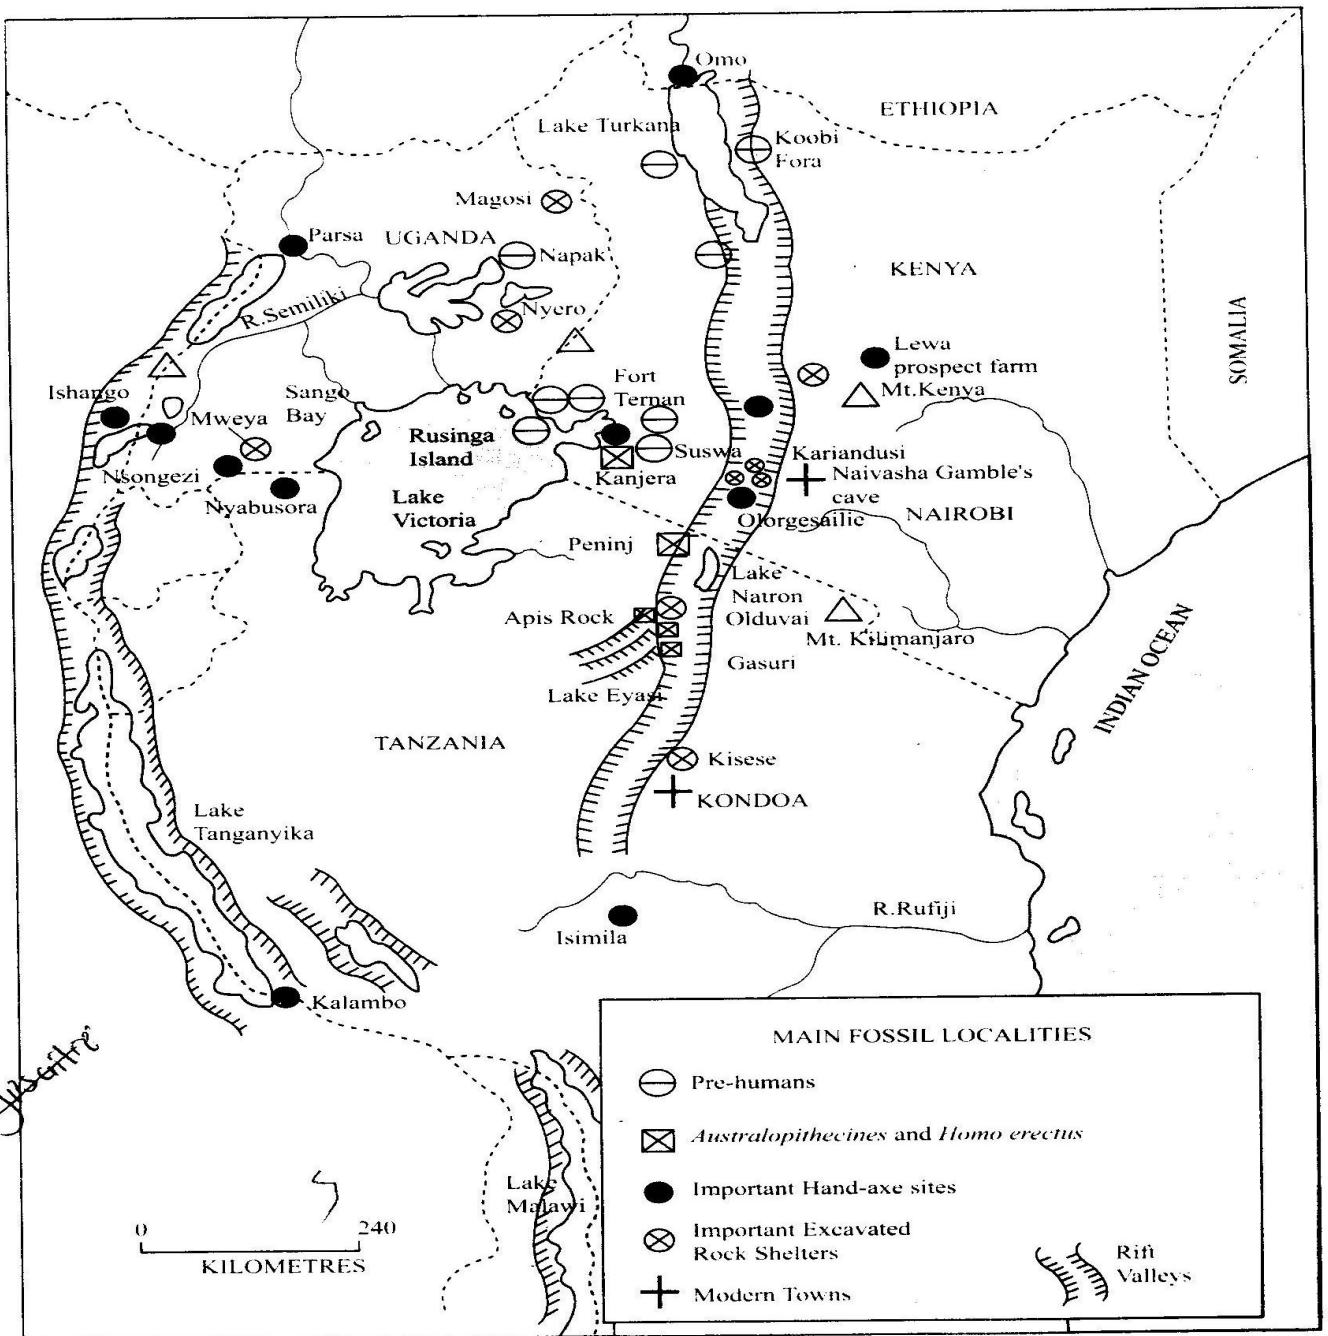 Omo
ETHIOPIA
Lake Turkana
Koobi
Fora
Magosi
Parsa
UGANDA
Napak
KENYA
R.Semiliki
Nyero
SOMALIA
Lewa
prospect farm
Mt.Kenya
Ishango
Sango
Bay
Fort
Ternan
Mweya
Rusinga
Island
Suswa
Kariandusi
Nsongezi
Kanjera
Naivasha Gamble's
cave
Nyabusora
Lake
Victoria
Olorgesailie
NAIROBI
Peninj
Lake
Natron
Olduvai
Apis Rock
Mt. Kilimanjaro
Gasuri
Lake Eyasi
INDIAN OCEAN
TANZANIA
Kisese
KONDOA
Lake
Tanganyika
R.Rufiji
Isimila
Kalambo
MAIN FOSSIL LOCALITIES
Pre-humans
Australopithecines and Homo erectus
Important Hand-axe sites
Important Excavated
Rock Shelters
Modern Towns
Rift
Valleys
Lake
Malawi
0 240
KILOMETRES